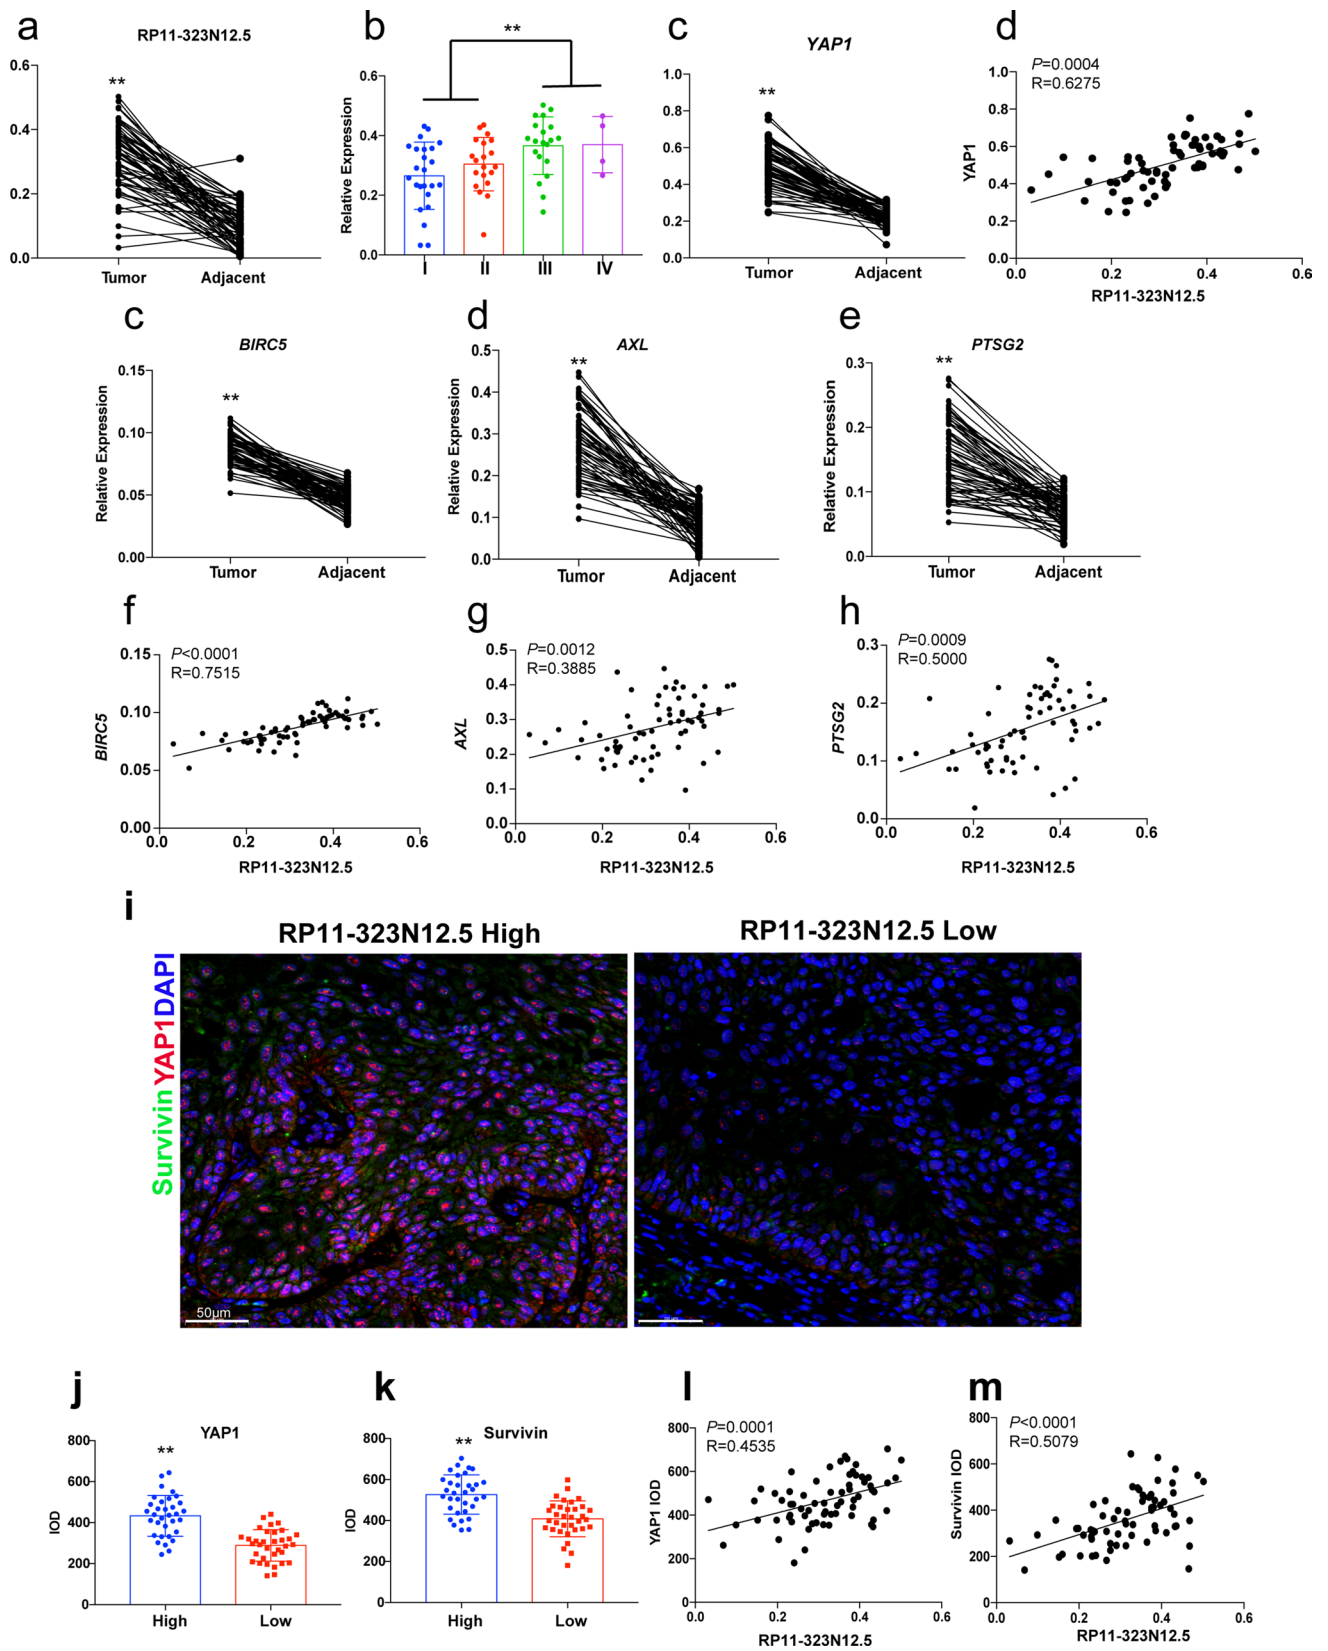 a
RP11-323N12.5
0.6
0.4
0.2
0.0
**
Tumor
Adjacent
b
**
Relative Expression
0.6
0.4
0.2
0.0
I
II
III
IV
c
YAP1
1.0
0.8
0.6
0.4
0.2
0.0
**
Tumor
Adjacent
d
P=0.0004
R=0.6275
YAP1
1.0
0.8
0.6
0.4
0.2
0.0
0.0
0.2
0.4
0.6
RP11-323N12.5
c
BIRC5
Relative Expression
0.15
0.10
0.05
0.00
**
Tumor
Adjacent
d
AXL
Relative Expression
0.5
0.4
0.3
0.2
0.1
0.0
**
Tumor
Adjacent
e
PTSG2
Relative Expression
0.3
0.2
0.1
0.0
**
Tumor
Adjacent
f
P<0.0001
R=0.7515
BIRC5
0.15
0.10
0.05
0.00
0.0
0.2
0.4
0.6
RP11-323N12.5
g
P=0.0012
R=0.3885
AXL
0.5
0.4
0.3
0.2
0.1
0.0
0.0
0.2
0.4
0.6
RP11-323N12.5
h
P=0.0009
R=0.5000
PTSG2
0.3
0.2
0.1
0.0
0.0
0.2
0.4
0.6
RP11-323N12.5
i
RP11-323N12.5 High
RP11-323N12.5 Low
Survivin YAP1 DAPI
50μm
j
YAP1
IOD
800
600
400
200
0
**
High
Low
k
Survivin
IOD
800
600
400
200
0
**
High
Low
l
P=0.0001
R=0.4535
YAP1 IOD
800
600
400
200
0
0.0
0.2
0.4
0.6
RP11-323N12.5
m
P<0.0001
R=0.5079
Survivin IOD
800
600
400
200
0
0.0
0.2
0.4
0.6
RP11-323N12.5